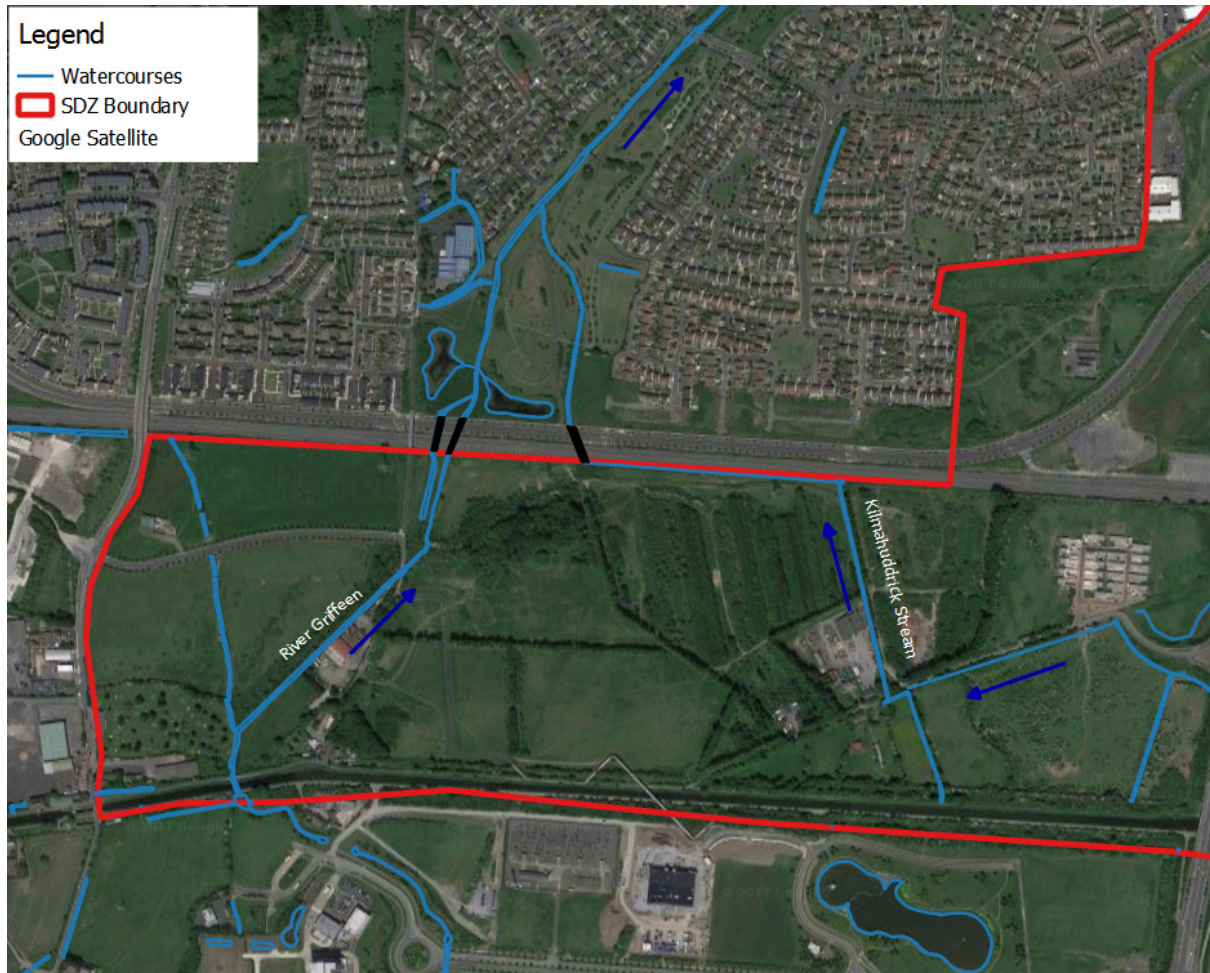 Legend
Watercourses
SDZ Boundary
Google Satellite
Kilmahuddrick Stream
River Griffeen